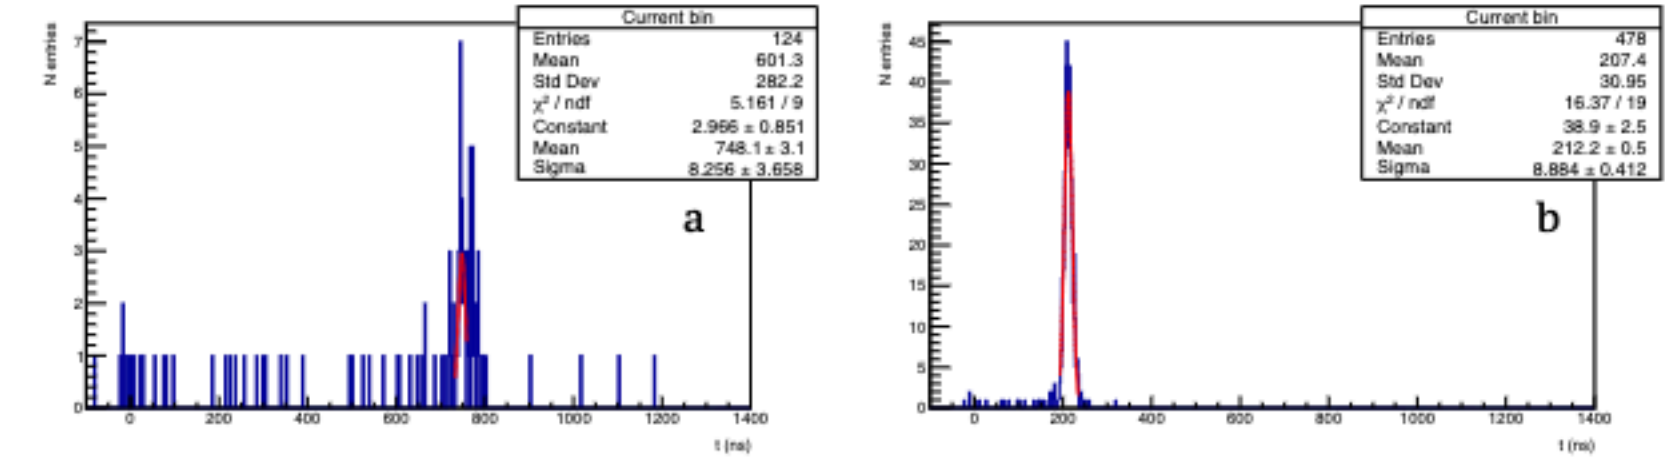 Current bin
Entries 124
Mean 601.3
Std Dev 282.2
χ² / ndf 5.161 / 9
Constant 2.966 ± 0.851
Mean 748.1 ± 3.1
Sigma 8.256 ± 3.658
N entries
7
6
5
4
3
2
1
0
a
0 200 400 600 800 1000 1200 1400
t (ns)
Current bin
Entries 478
Mean 207.4
Std Dev 30.95
χ² / ndf 16.37 / 19
Constant 38.9 ± 2.5
Mean 212.2 ± 0.5
Sigma 8.884 ± 0.412
N entries
45
40
35
30
25
20
15
10
5
0
b
0 200 400 600 800 1000 1200 1400
t (ns)